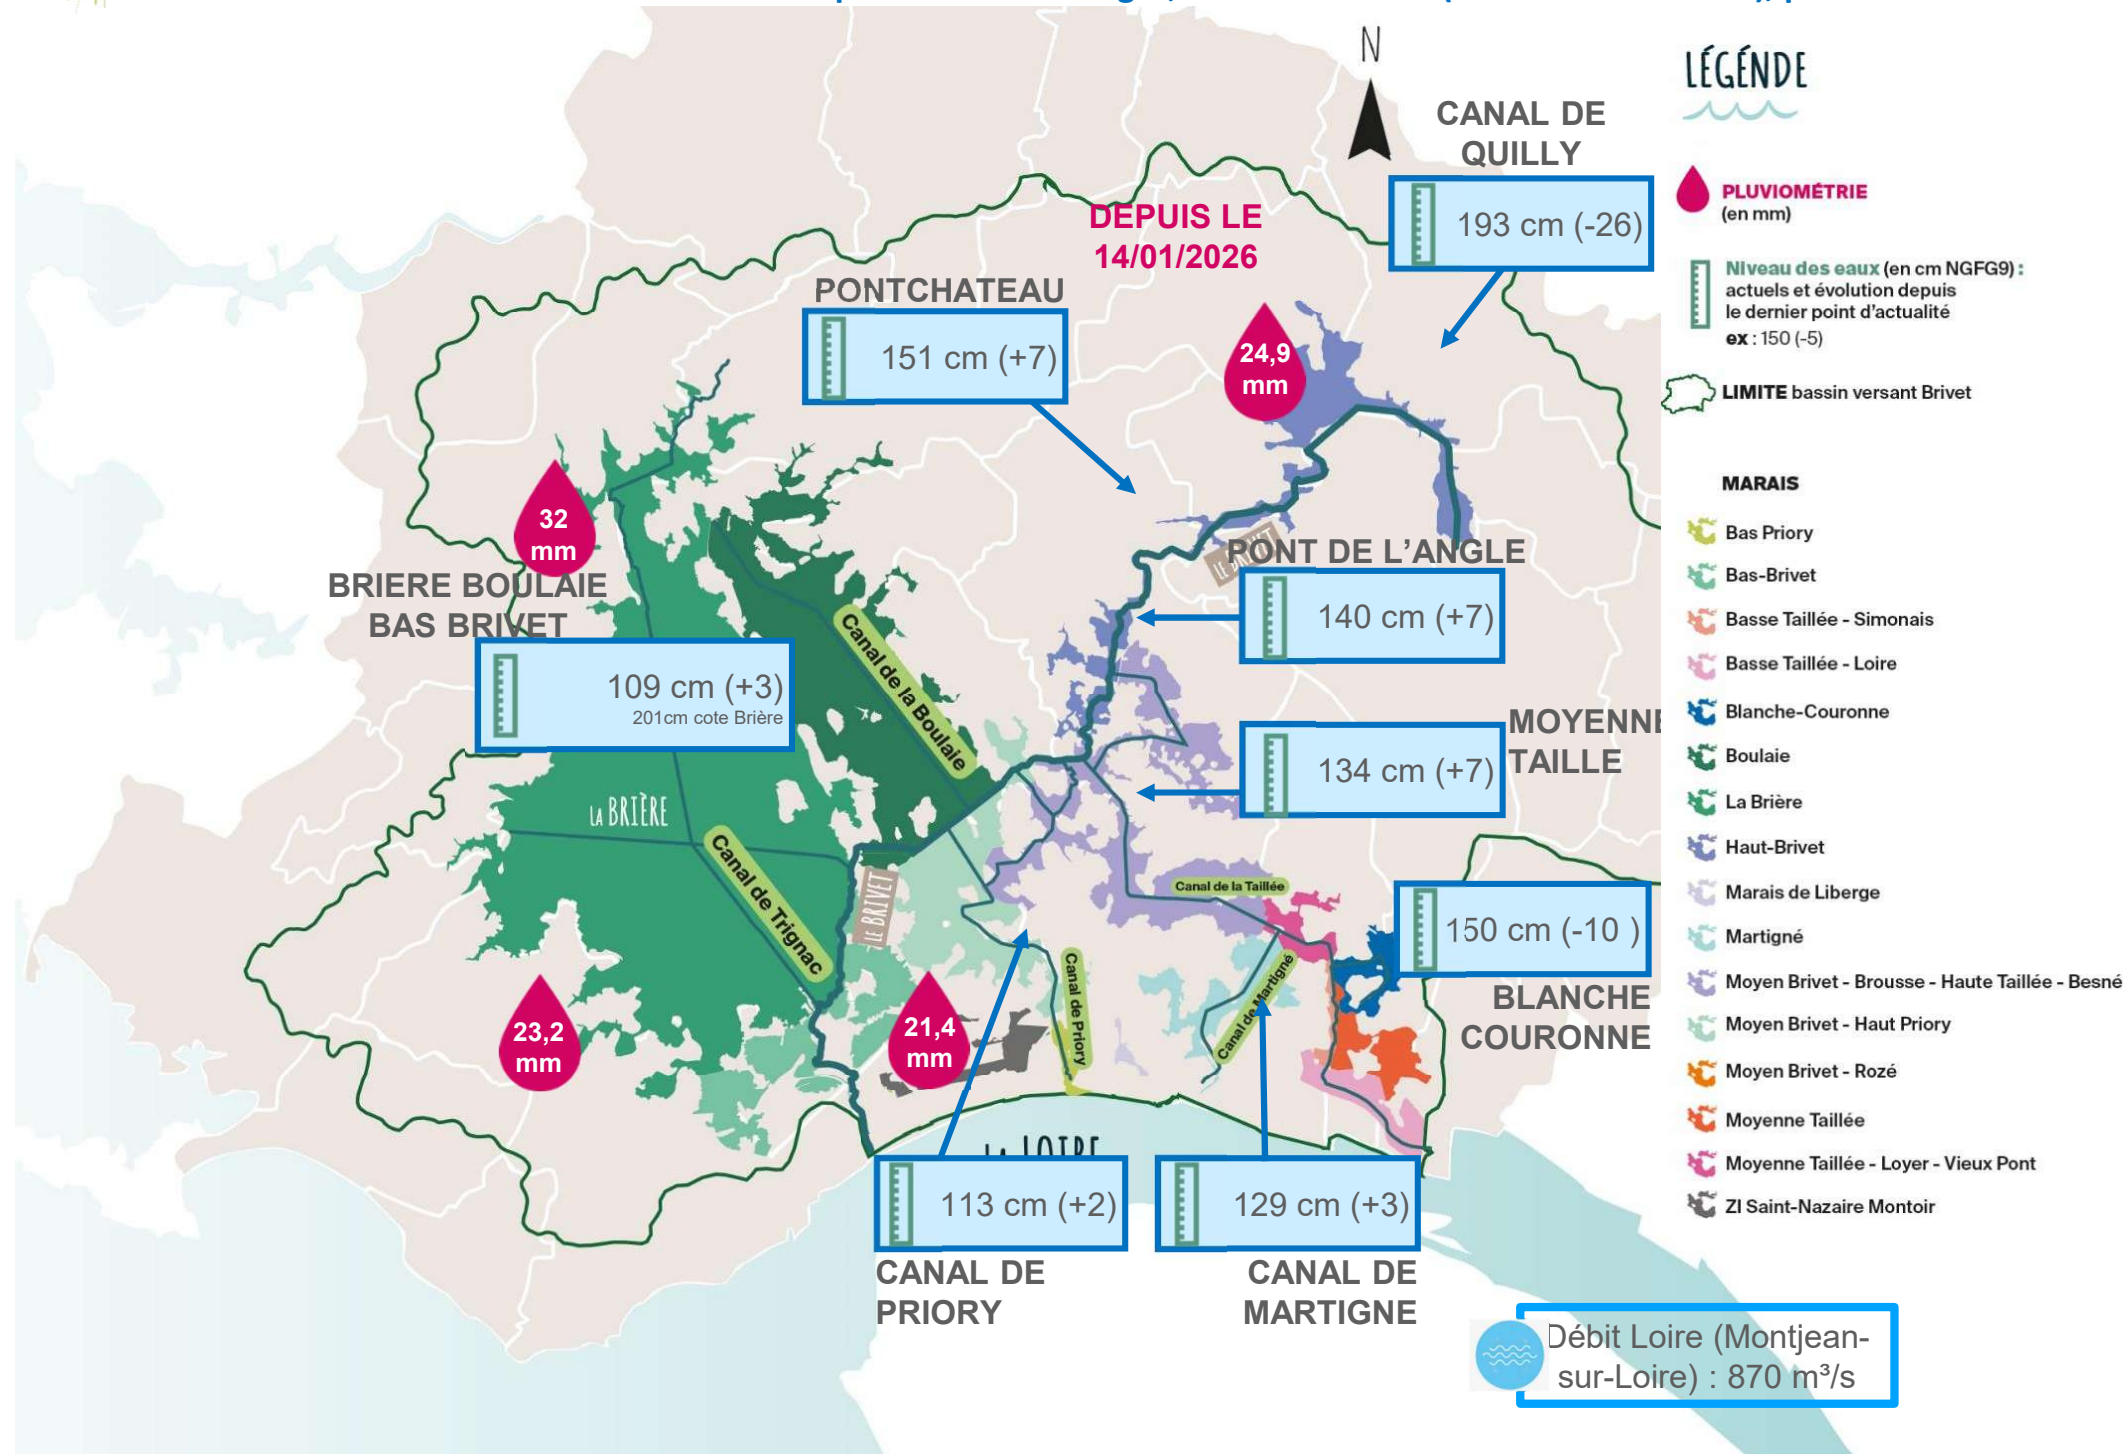 N
CANAL DE
QUILLY
193 cm (-26)
DEPUIS LE
14/01/2026
PONTCHATEAU
151 cm (+7)
24,9
mm
32
mm
BRIERE BOULAIE
BAS BRIVET
109 cm (+3)
201cm cote Brière
LE BRIVET
PONT DE L'ANGLE
140 cm (+7)
Canal de la Boulaie
MOYENNE
TAILLE
134 cm (+7)
LA BRIÈRE
Canal de Trignac
LE BRIVET
Canal de la Taillée
150 cm (-10 )
BLANCHE
COURONNE
Canal de Priory
Canal de Martigné
23,2
mm
21,4
mm
LA LOIRE
113 cm (+2)
CANAL DE
PRIORY
129 cm (+3)
CANAL DE
MARTIGNE
Débit Loire (Montjean-
sur-Loire) : 870 m³/s
LÉGÉNDE
PLUVIOMÉTRIE
(en mm)
Niveau des eaux (en cm NGFG9) :
actuels et évolution depuis
le dernier point d'actualité
ex : 150 (-5)
LIMITE bassin versant Brivet
MARAIS
Bas Priory
Bas-Brivet
Basse Taillée - Simonais
Basse Taillée - Loire
Blanche-Couronne
Boulaie
La Brière
Haut-Brivet
Marais de Liberge
Martigné
Moyen Brivet - Brousse - Haute Taillée - Besné
Moyen Brivet - Haut Priory
Moyen Brivet - Rozé
Moyenne Taillée
Moyenne Taillée - Loyer - Vieux Pont
ZI Saint-Nazaire Montoir